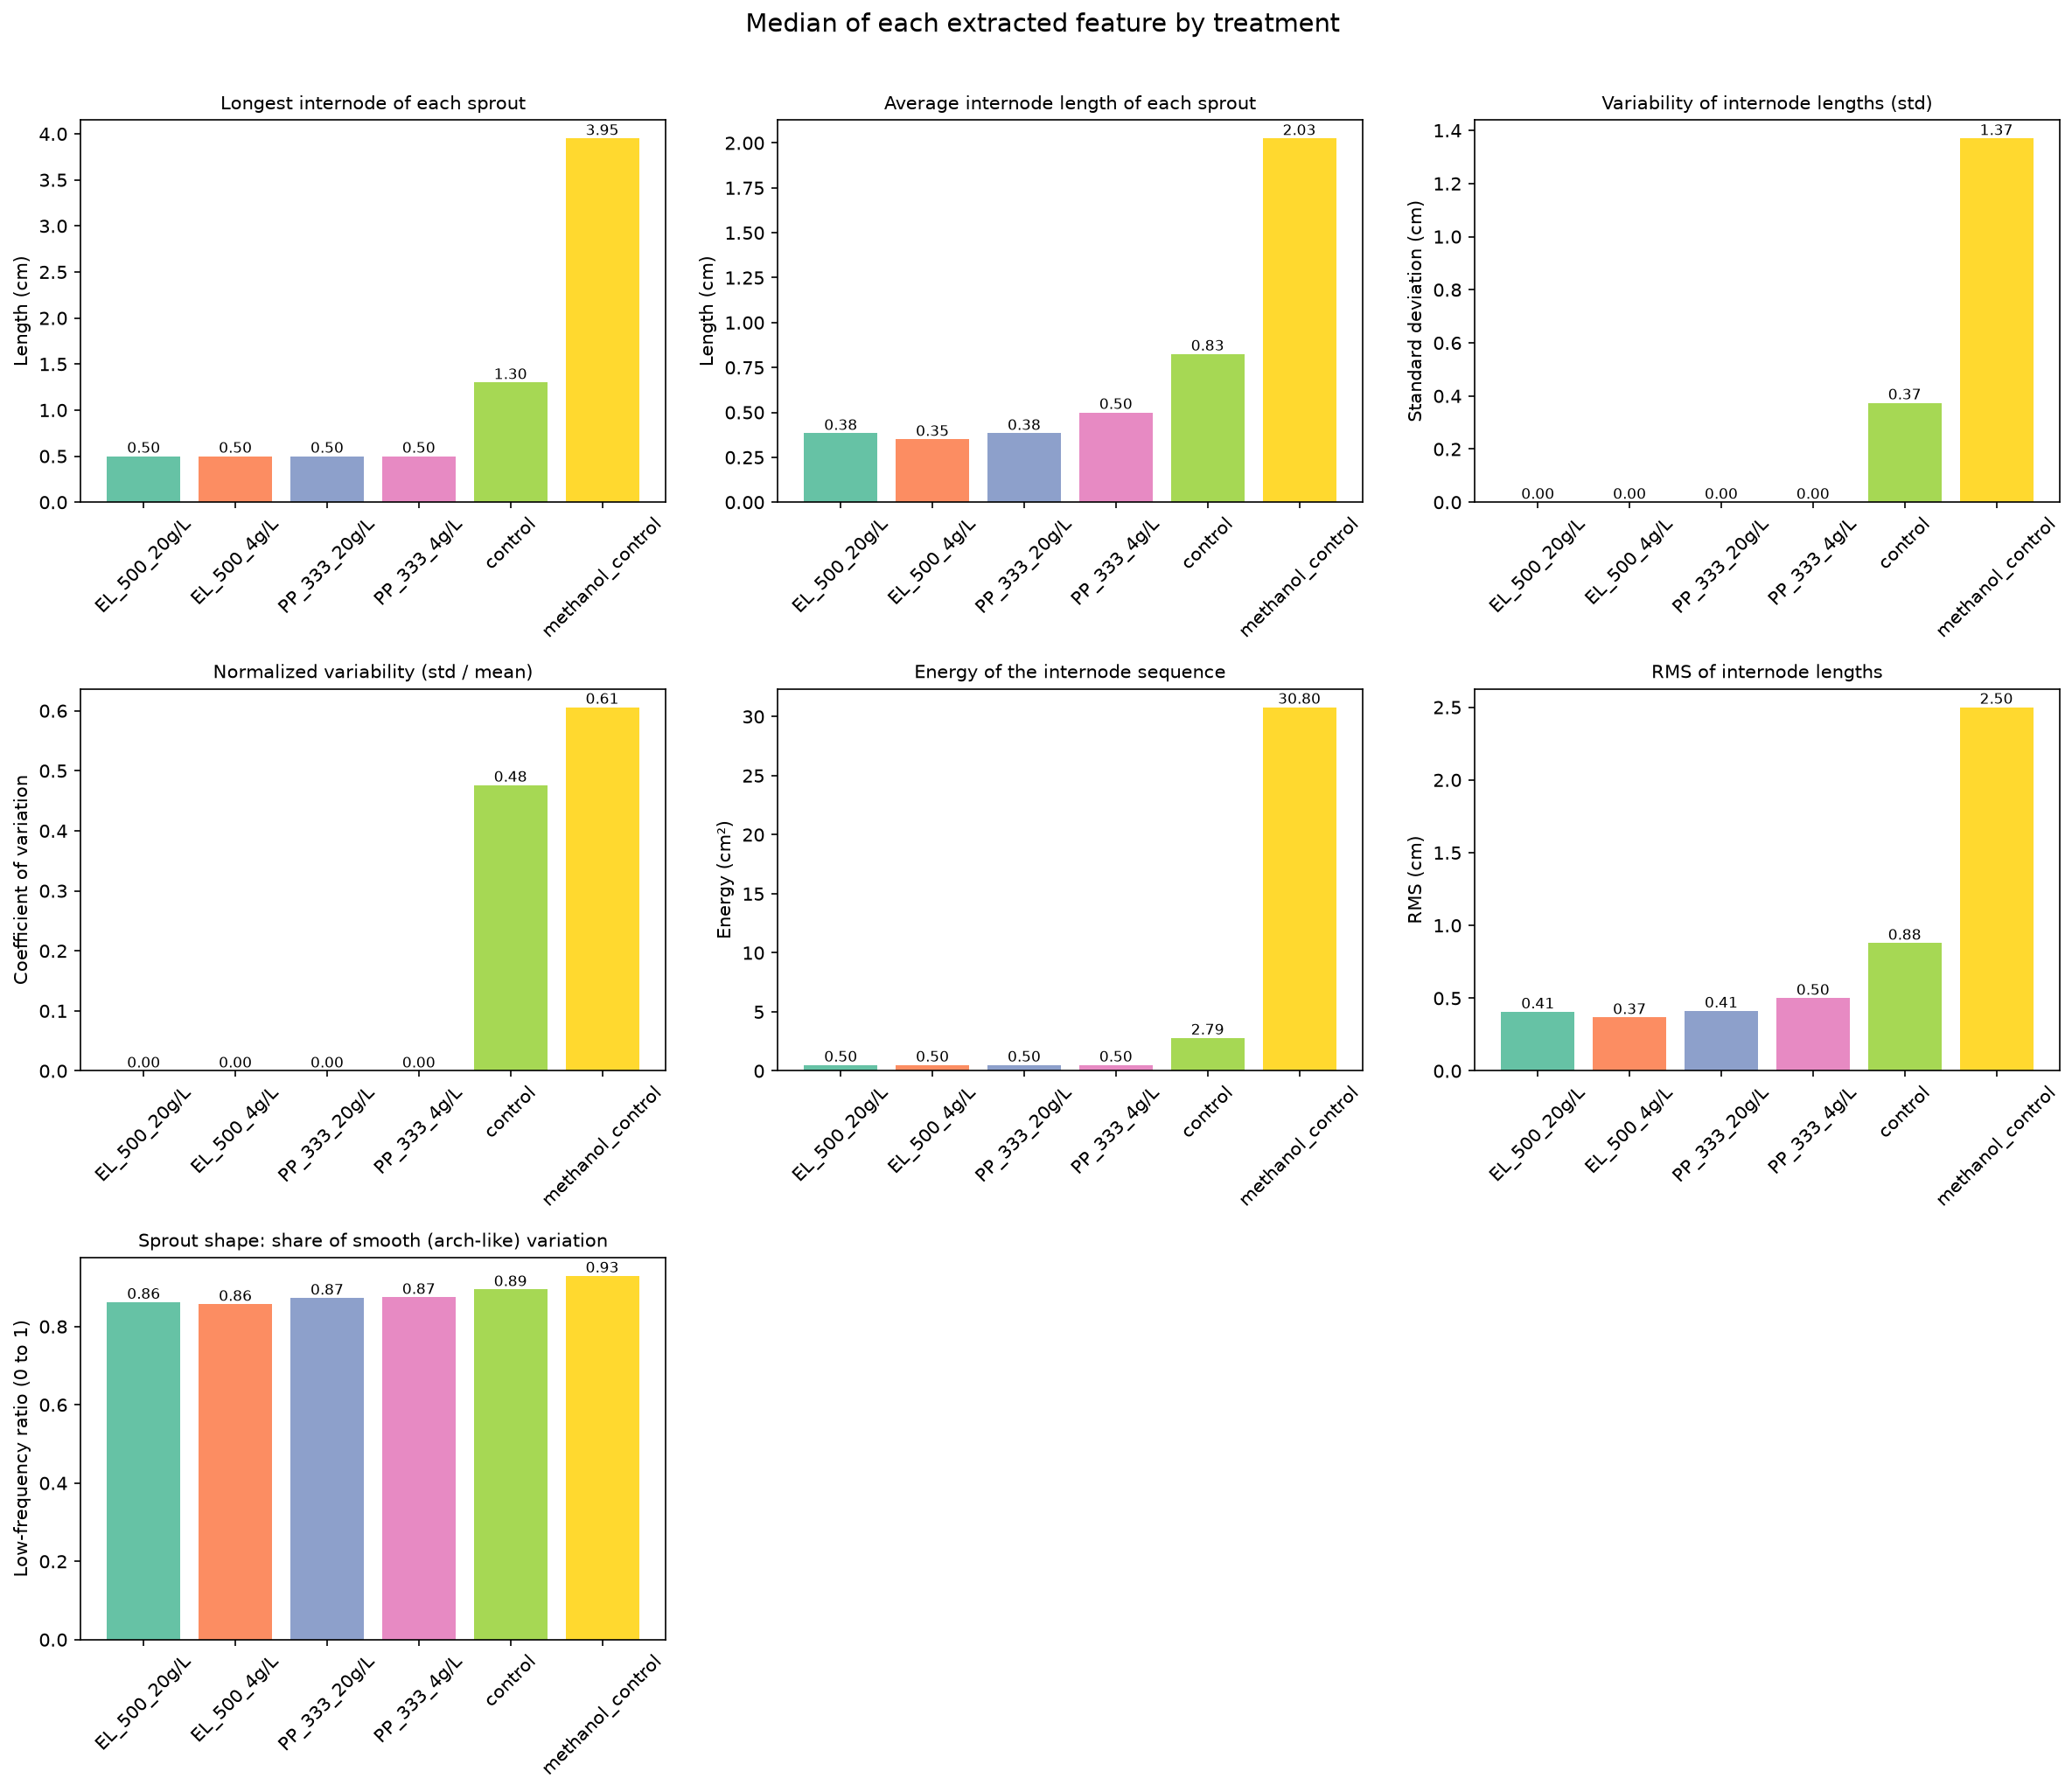 Median of each extracted feature by treatment
Longest internode of each sprout
Length (cm)
4.0
3.5
3.0
2.5
2.0
1.5
1.0
0.5
0.0
0.50
0.50
0.50
0.50
1.30
3.95
EL_500_20g/L
EL_500_4g/L
PP_333_20g/L
PP_333_4g/L
control
methanol_control
Average internode length of each sprout
Length (cm)
2.00
1.75
1.50
1.25
1.00
0.75
0.50
0.25
0.00
0.38
0.35
0.38
0.50
0.83
2.03
EL_500_20g/L
EL_500_4g/L
PP_333_20g/L
PP_333_4g/L
control
methanol_control
Variability of internode lengths (std)
Standard deviation (cm)
1.4
1.2
1.0
0.8
0.6
0.4
0.2
0.0
0.00
0.00
0.00
0.00
0.37
1.37
EL_500_20g/L
EL_500_4g/L
PP_333_20g/L
PP_333_4g/L
control
methanol_control
Normalized variability (std / mean)
Coefficient of variation
0.6
0.5
0.4
0.3
0.2
0.1
0.0
0.00
0.00
0.00
0.00
0.48
0.61
EL_500_20g/L
EL_500_4g/L
PP_333_20g/L
PP_333_4g/L
control
methanol_control
Energy of the internode sequence
Energy (cm²)
30
25
20
15
10
5
0
0.50
0.50
0.50
0.50
2.79
30.80
EL_500_20g/L
EL_500_4g/L
PP_333_20g/L
PP_333_4g/L
control
methanol_control
RMS of internode lengths
RMS (cm)
2.5
2.0
1.5
1.0
0.5
0.0
0.41
0.37
0.41
0.50
0.88
2.50
EL_500_20g/L
EL_500_4g/L
PP_333_20g/L
PP_333_4g/L
control
methanol_control
Sprout shape: share of smooth (arch-like) variation
Low-frequency ratio (0 to 1)
0.8
0.6
0.4
0.2
0.0
0.86
0.86
0.87
0.87
0.89
0.93
EL_500_20g/L
EL_500_4g/L
PP_333_20g/L
PP_333_4g/L
control
methanol_control